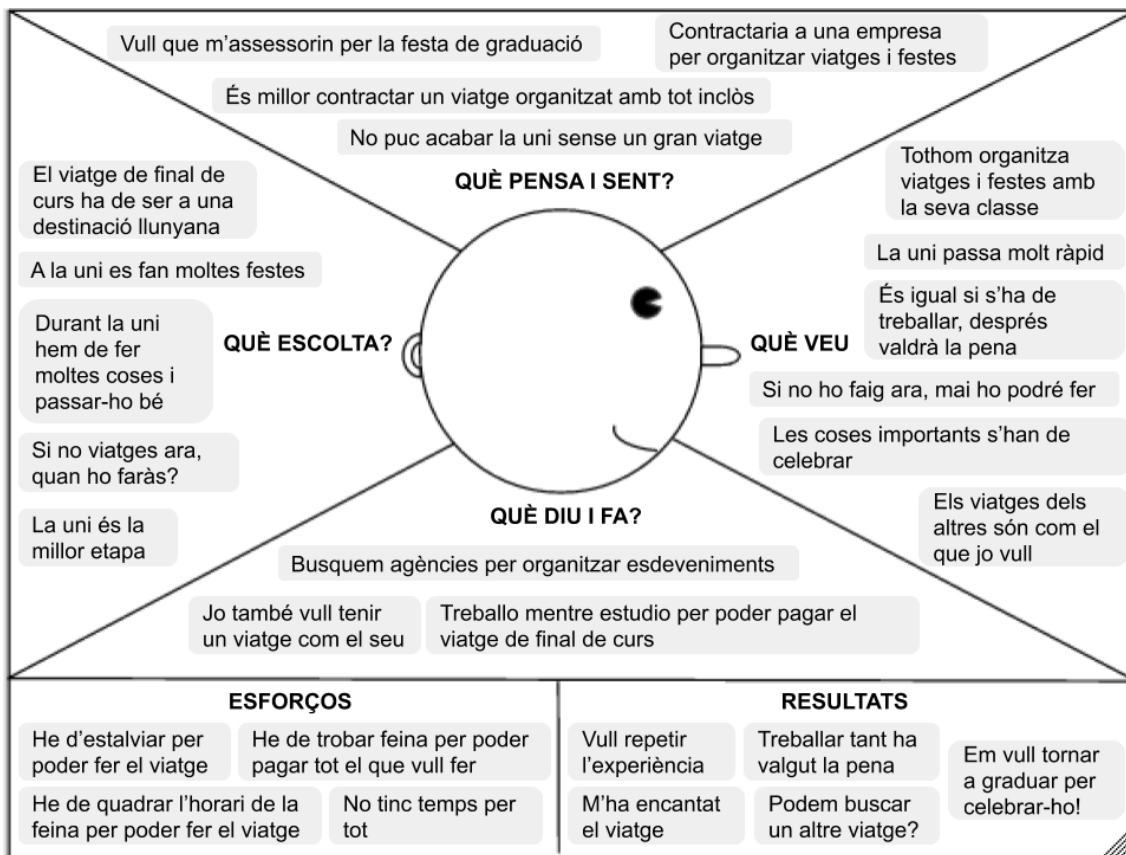 Vull que m’assessorin per la festa de graduació
Contractaria a una empresa
per organitzar viatges i festes
És millor contractar un viatge organitzat amb tot inclòs
No puc acabar la uni sense un gran viatge
QUÈ PENSA I SENT?
El viatge de final de
curs ha de ser a una
destinació llunyana
A la uni es fan moltes festes
Durant la uni
hem de fer
moltes coses i
passar-ho bé
QUÈ ESCOLTA?
Si no viatges ara,
quan ho faràs?
La uni és la
millor etapa
Tothom organitza
viatges i festes amb
la seva classe
La uni passa molt ràpid
És igual si s’ha de
treballar, després
valdrà la pena
QUÈ VEU
Si no ho faig ara, mai ho podré fer
Les coses importants s’han de
celebrar
Els viatges dels
altres són com el
que jo vull
QUÈ DIU I FA?
Busquem agències per organitzar esdeveniments
Jo també vull tenir
un viatge com el seu
Treballo mentre estudio per poder pagar el
viatge de final de curs
ESFORÇOS
He d’estalviar per
poder fer el viatge
He de trobar feina per poder
pagar tot el que vull fer
He de quadrar l’horari de la
feina per poder fer el viatge
No tinc temps per
tot
RESULTATS
Vull repetir
l’experiència
Treballar tant ha
valgut la pena
M’ha encantat
el viatge
Podem buscar
un altre viatge?
Em vull tornar
a graduar per
celebrar-ho!